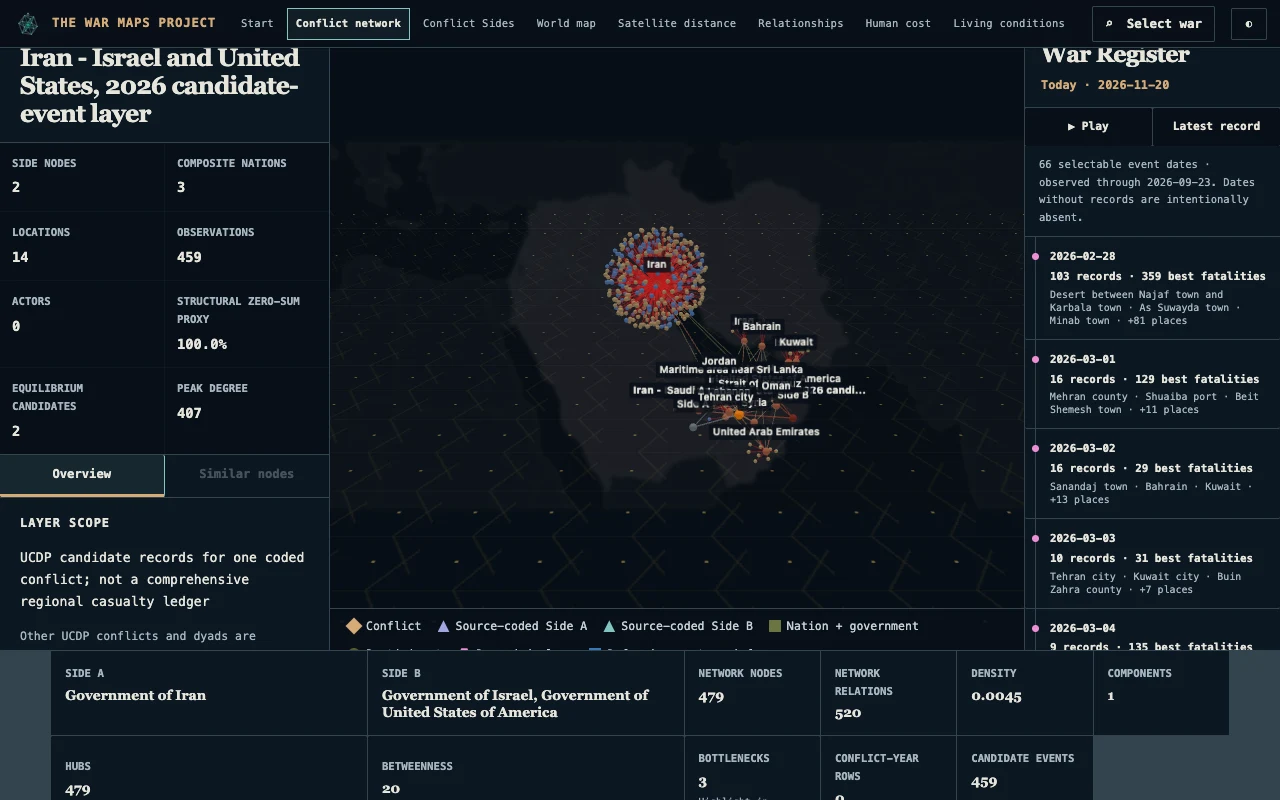 THE WAR MAPS PROJECT
Start
Conflict network
Conflict Sides
World map
Satellite distance
Relationships
Human cost
Living conditions
Select war
Iran - Israel and United
States, 2026 candidate-
event layer
SIDE NODES
2
COMPOSITE NATIONS
3
LOCATIONS
14
OBSERVATIONS
459
ACTORS
0
STRUCTURAL ZERO-SUM
PROXY
100.0%
EQUILIBRIUM
CANDIDATES
2
PEAK DEGREE
407
Overview
Similar nodes
LAYER SCOPE
UCDP candidate records for one coded
conflict; not a comprehensive
regional casualty ledger
Other UCDP conflicts and dyads are
Iran
Bahrain
Kuwait
Jordan
Maritime area near Sri Lanka
Strait of
Oman
Iran -
Tehran city
Side B
United Arab Emirates
Conflict
Source-coded Side A
Source-coded Side B
Nation + government
War Register
Today · 2026-11-20
▶ Play
Latest record
66 selectable event dates ·
observed through 2026-09-23. Dates
without records are intentionally
absent.
2026-02-28
103 records · 359 best fatalities
Desert between Najaf town and
Karbala town · As Suwayda town ·
Minab town · +81 places
2026-03-01
16 records · 129 best fatalities
Mehran county · Shuaiba port · Beit
Shemesh town · +11 places
2026-03-02
16 records · 29 best fatalities
Sanandaj town · Bahrain · Kuwait ·
+13 places
2026-03-03
10 records · 31 best fatalities
Tehran city · Kuwait city · Buin
Zahra county · +7 places
2026-03-04
9 records · 135 best fatalities
SIDE A
Government of Iran
SIDE B
Government of Israel, Government of
United States of America
NETWORK NODES
479
NETWORK
RELATIONS
520
DENSITY
0.0045
COMPONENTS
1
HUBS
479
BETWEENNESS
20
BOTTLENECKS
3
CONFLICT-YEAR
ROWS
0
CANDIDATE EVENTS
459